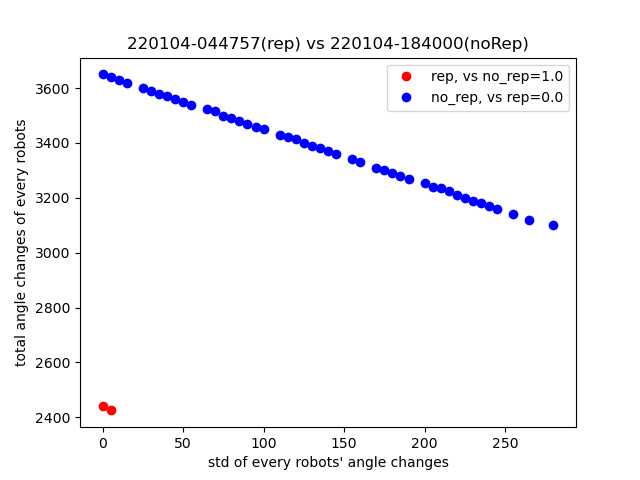 220104-044757(rep) vs 220104-184000(noRep)
rep, vs no_rep=1.0
no_rep, vs rep=0.0
total angle changes of every robots
3600
3400
3200
3000
2800
2600
2400
0 50 100 150 200 250
std of every robots' angle changes